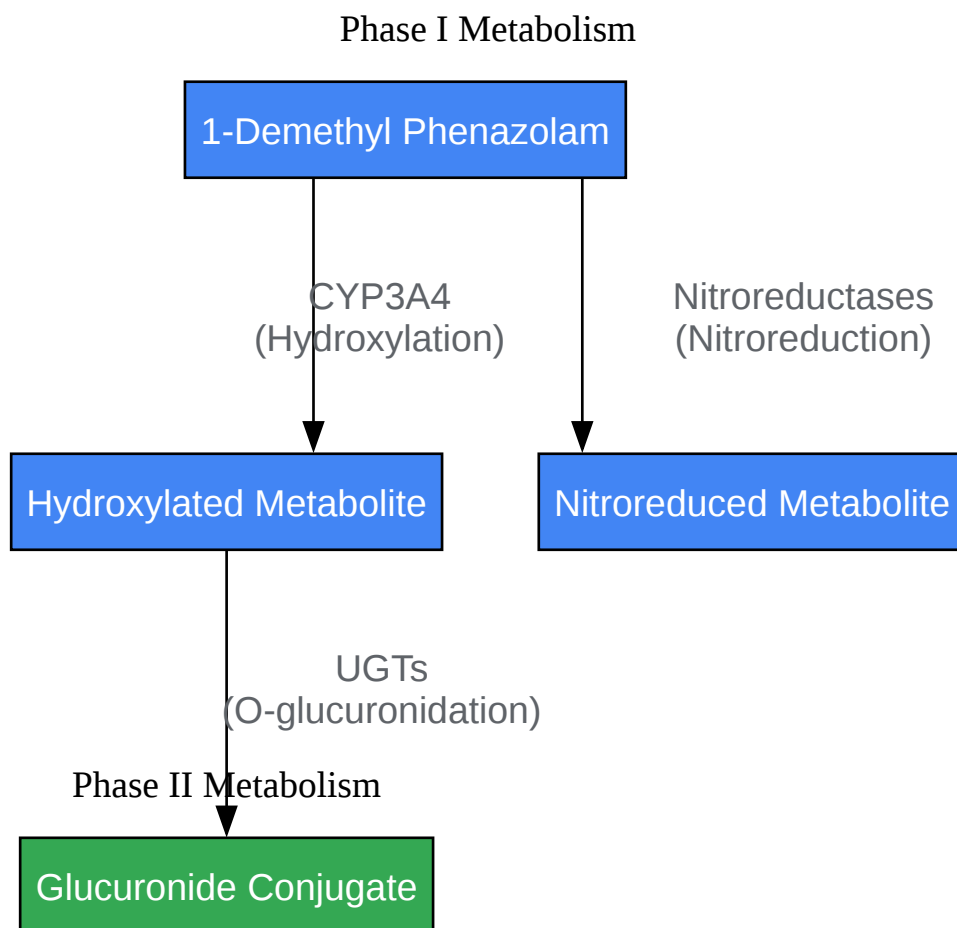 Phase I Metabolism
1-Demethyl Phenazolam
CYP3A4
(Hydroxylation)
Nitroreductases
(Nitroreduction)
Hydroxylated Metabolite
Nitroreduced Metabolite
UGTs
(O-glucuronidation)
Phase II Metabolism
Glucuronide Conjugate